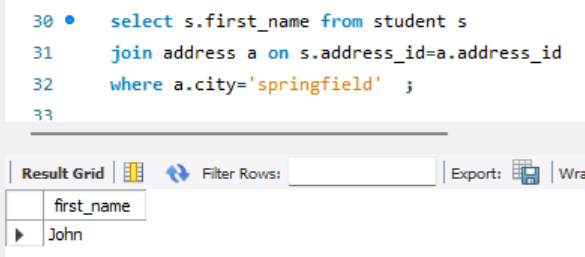 30 select s.first_name from student s
31 join address a on s.address_id=a.address_id
32 where a.city='springfield' ;
33
Result Grid Filter Rows: Export: Wra
first_name
John